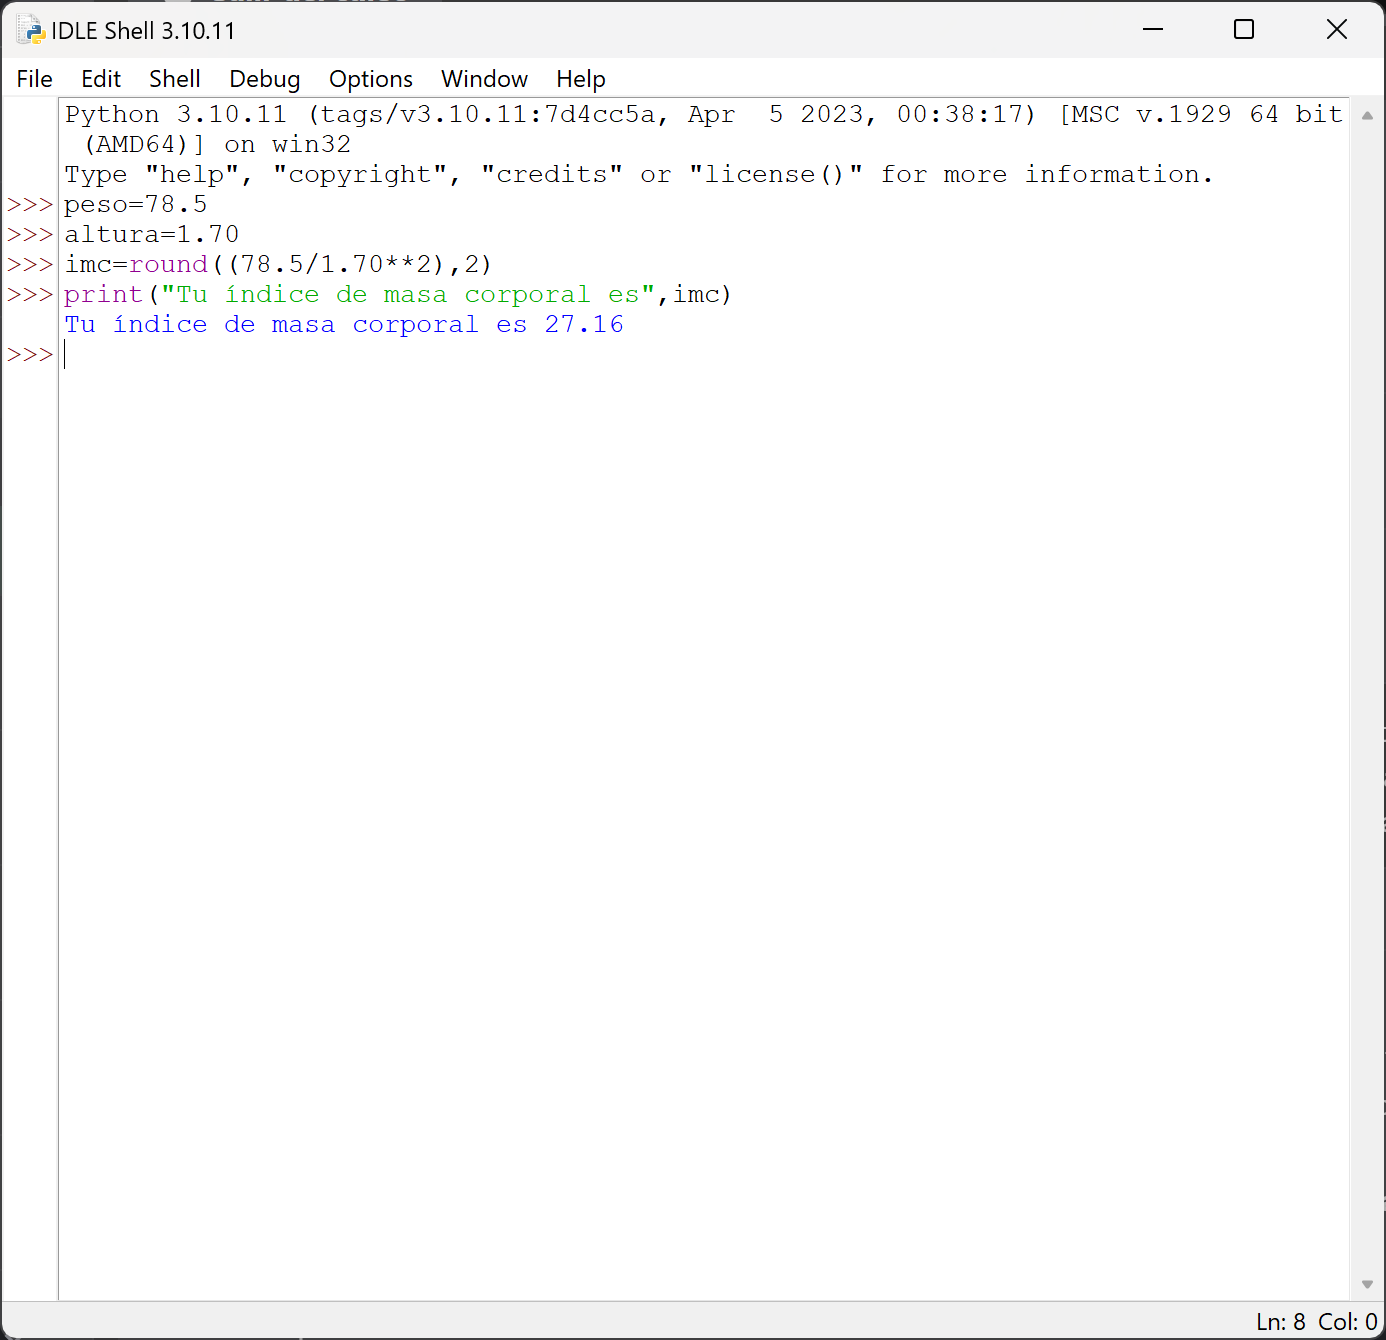 IDLE Shell 3.10.11
File Edit Shell Debug Options Window Help
Python 3.10.11 (tags/v3.10.11:7d4cc5a, Apr  5 2023, 00:38:17) [MSC v.1929 64 bit
 (AMD64)] on win32
Type "help", "copyright", "credits" or "license()" for more information.
>>> peso=78.5
>>> altura=1.70
>>> imc=round((78.5/1.70**2),2)
>>> print("Tu índice de masa corporal es",imc)
Tu índice de masa corporal es 27.16
>>>
Ln: 8 Col: 0